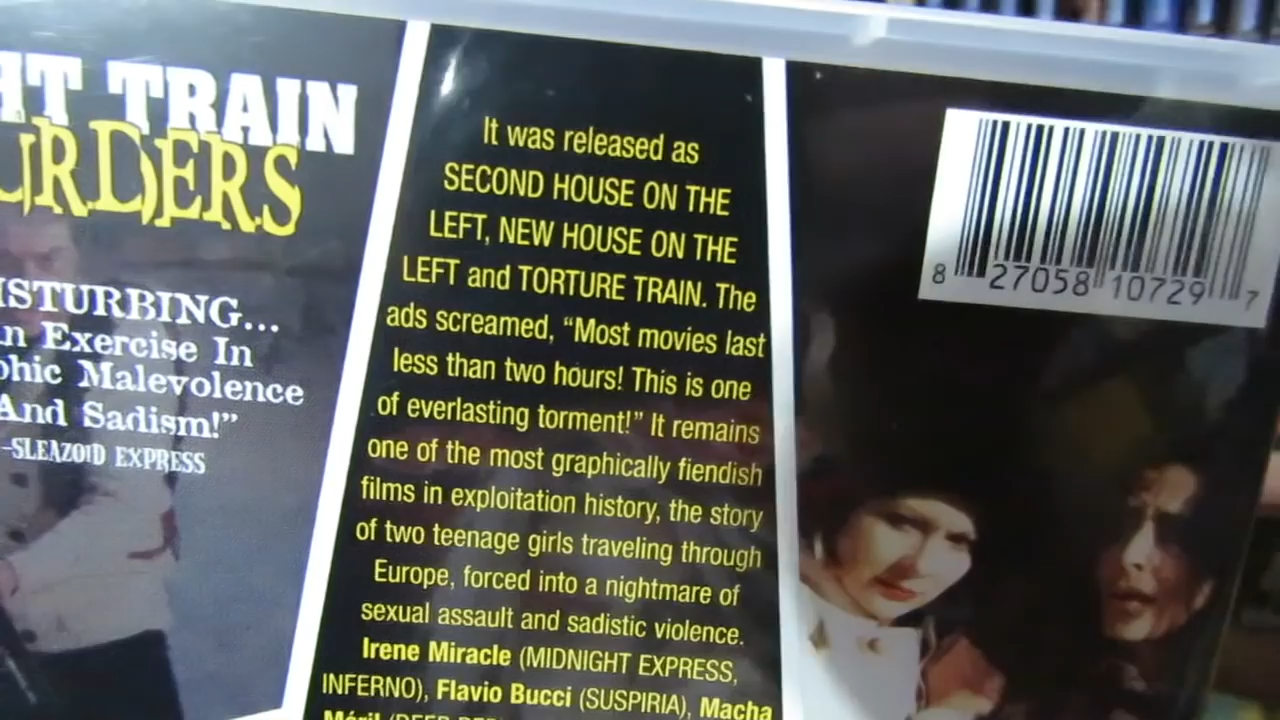 HT TRAIN
URDERS
ISTURBING...
n Exercise In
phic Malevolence
And Sadism!”
-SLEAZOID EXPRESS
It was released as
SECOND HOUSE ON THE
LEFT, NEW HOUSE ON THE
LEFT and TORTURE TRAIN. The
ads screamed, “Most movies last
less than two hours! This is one
of everlasting torment!” It remains
one of the most graphically fiendish
films in exploitation history, the story
of two teenage girls traveling through
Europe, forced into a nightmare of
sexual assault and sadistic violence.
Irene Miracle (MIDNIGHT EXPRESS,
INFERNO), Flavio Bucci (SUSPIRIA), Macha
Méril (DEEP
8 27058 10729 7